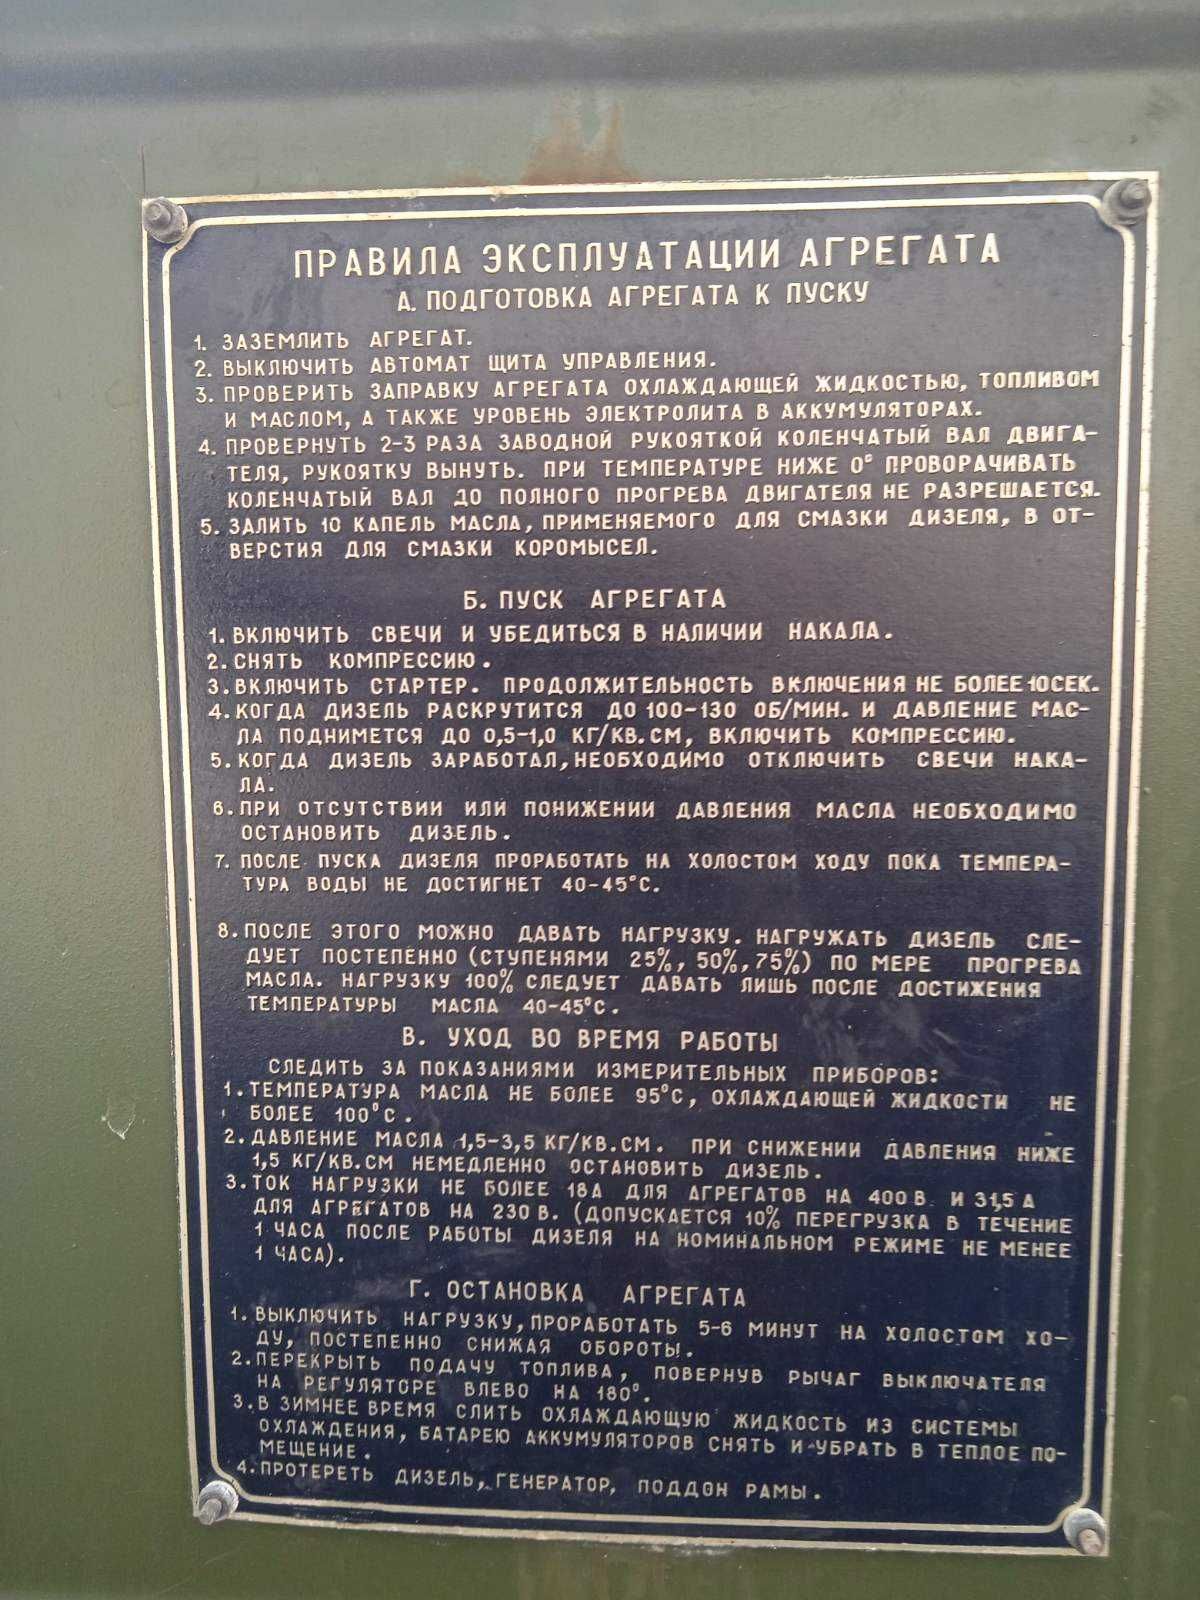 ПРАВИЛА ЭКСПЛУАТАЦИИ АГРЕГАТА
А. ПОДГОТОВКА АГРЕГАТА К ПУСКУ
1. ЗАЗЕМЛИТЬ АГРЕГАТ.
2. ВЫКЛЮЧИТЬ АВТОМАТ ЩИТА УПРАВЛЕНИЯ.
3. ПРОВЕРИТЬ ЗАПРАВКУ АГРЕГАТА ОХЛАЖДАЮЩЕЙ ЖИДКОСТЬЮ, ТОПЛИВОМ
И МАСЛОМ, А ТАКЖЕ УРОВЕНЬ ЭЛЕКТРОЛИТА В АККУМУЛЯТОРАХ.
4. ПРОВЕРНУТЬ 2-3 РАЗА ЗАВОДНОЙ РУКОЯТКОЙ КОЛЕНЧАТЫЙ ВАЛ ДВИГА-
ТЕЛЯ, РУКОЯТКУ ВЫНУТЬ. ПРИ ТЕМПЕРАТУРЕ НИЖЕ 0° ПРОВОРАЧИВАТЬ
КОЛЕНЧАТЫЙ ВАЛ ДО ПОЛНОГО ПРОГРЕВА ДВИГАТЕЛЯ НЕ РАЗРЕШАЕТСЯ.
5. ЗАЛИТЬ 10 КАПЕЛЬ МАСЛА, ПРИМЕНЯЕМОГО ДЛЯ СМАЗКИ ДИЗЕЛЯ, В ОТ-
ВЕРСТИЯ ДЛЯ СМАЗКИ КОРОМЫСЕЛ.
Б. ПУСК АГРЕГАТА
1. ВКЛЮЧИТЬ СВЕЧИ И УБЕДИТЬСЯ В НАЛИЧИИ НАКАЛА.
2. СНЯТЬ КОМПРЕССИЮ.
3. ВКЛЮЧИТЬ СТАРТЕР. ПРОДОЛЖИТЕЛЬНОСТЬ ВКЛЮЧЕНИЯ НЕ БОЛЕЕ 10СЕК.
4. КОГДА ДИЗЕЛЬ РАСКРУТИТСЯ ДО 100-130 ОБ/МИН. И ДАВЛЕНИЕ МАС-
ЛА ПОДНИМЕТСЯ ДО 0,5-1,0 КГ/КВ.СМ, ВКЛЮЧИТЬ КОМПРЕССИЮ.
5. КОГДА ДИЗЕЛЬ ЗАРАБОТАЛ, НЕОБХОДИМО ОТКЛЮЧИТЬ СВЕЧИ НАКА-
ЛА.
6. ПРИ ОТСУТСТВИИ ИЛИ ПОНИЖЕНИИ ДАВЛЕНИЯ МАСЛА НЕОБХОДИМО
ОСТАНОВИТЬ ДИЗЕЛЬ.
7. ПОСЛЕ ПУСКА ДИЗЕЛЯ ПРОРАБОТАТЬ НА ХОЛОСТОМ ХОДУ ПОКА ТЕМПЕРА-
ТУРА ВОДЫ НЕ ДОСТИГНЕТ 40-45°С.
8. ПОСЛЕ ЭТОГО МОЖНО ДАВАТЬ НАГРУЗКУ. НАГРУЖАТЬ ДИЗЕЛЬ СЛЕ-
ДУЕТ ПОСТЕПЕННО (СТУПЕНЯМИ 25%, 50%, 75%) ПО МЕРЕ ПРОГРЕВА
МАСЛА. НАГРУЗКУ 100% СЛЕДУЕТ ДАВАТЬ ЛИШЬ ПОСЛЕ ДОСТИЖЕНИЯ
ТЕМПЕРАТУРЫ МАСЛА 40-45°С.
В. УХОД ВО ВРЕМЯ РАБОТЫ
СЛЕДИТЬ ЗА ПОКАЗАНИЯМИ ИЗМЕРИТЕЛЬНЫХ ПРИБОРОВ:
1. ТЕМПЕРАТУРА МАСЛА НЕ БОЛЕЕ 95°С, ОХЛАЖДАЮЩЕЙ ЖИДКОСТИ НЕ
БОЛЕЕ 100°С.
2. ДАВЛЕНИЕ МАСЛА 1,5-3,5 КГ/КВ.СМ. ПРИ СНИЖЕНИИ ДАВЛЕНИЯ НИЖЕ
1,5 КГ/КВ.СМ НЕМЕДЛЕННО ОСТАНОВИТЬ ДИЗЕЛЬ.
3. ТОК НАГРУЗКИ НЕ БОЛЕЕ 18А ДЛЯ АГРЕГАТОВ НА 400 В И 31,5 А
ДЛЯ АГРЕГАТОВ НА 230 В. (ДОПУСКАЕТСЯ 10% ПЕРЕГРУЗКА В ТЕЧЕНИЕ
1 ЧАСА ПОСЛЕ РАБОТЫ ДИЗЕЛЯ НА НОМИНАЛЬНОМ РЕЖИМЕ НЕ МЕНЕЕ
1 ЧАСА).
Г. ОСТАНОВКА АГРЕГАТА
1. ВЫКЛЮЧИТЬ НАГРУЗКУ, ПРОРАБОТАТЬ 5-6 МИНУТ НА ХОЛОСТОМ ХО-
ДУ, ПОСТЕПЕННО СНИЖАЯ ОБОРОТЫ.
2. ПЕРЕКРЫТЬ ПОДАЧУ ТОПЛИВА, ПОВЕРНУВ РЫЧАГ ВЫКЛЮЧАТЕЛЯ
НА РЕГУЛЯТОРЕ ВЛЕВО НА 180°.
3. В ЗИМНЕЕ ВРЕМЯ СЛИТЬ ОХЛАЖДАЮЩУЮ ЖИДКОСТЬ ИЗ СИСТЕМЫ
ОХЛАЖДЕНИЯ, БАТАРЕЮ АККУМУЛЯТОРОВ СНЯТЬ И УБРАТЬ В ТЕПЛОЕ ПО-
МЕЩЕНИЕ.
4. ПРОТЕРЕТЬ ДИЗЕЛЬ, ГЕНЕРАТОР, ПОДДОН РАМЫ.